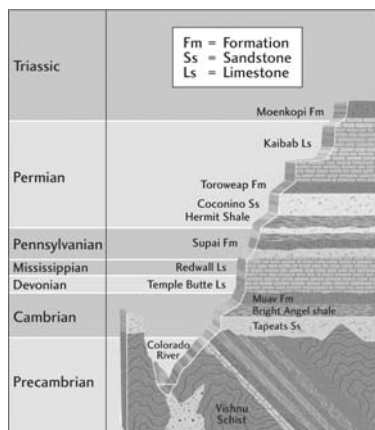 Triassic
Fm = Formation
Ss = Sandstone
Ls = Limestone
Moenkopi Fm
Kaibab Ls
Permian
Toroweap Fm
Coconino Ss
Hermit Shale
Pennsylvanian
Supai Fm
Mississippian
Redwall Ls
Devonian
Temple Butte Ls
Cambrian
Muav Fm
Bright Angel shale
Tapeats Ss
Colorado
River
Precambrian
Vishnu
Schist